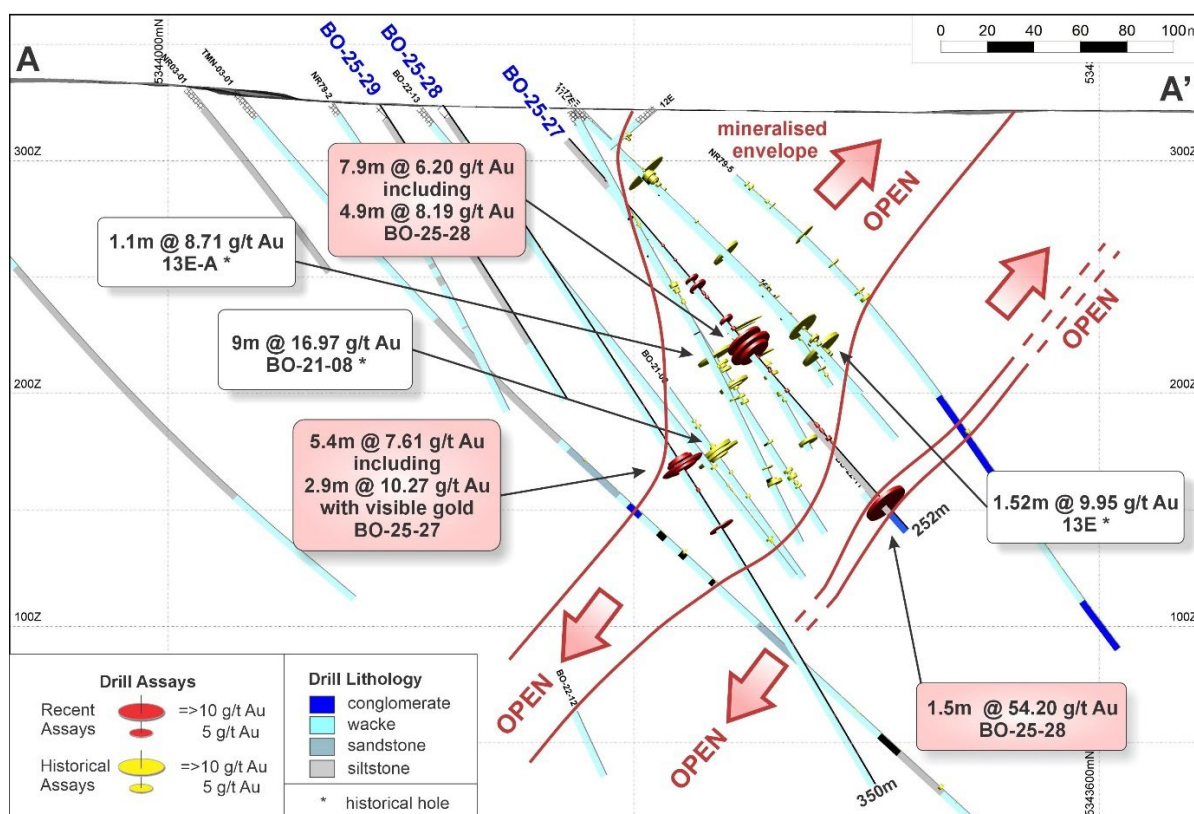 A
A'
5344000mN
NR03-01
TMN-03-01
NR79-2
BO-25-29
BO-25-28
BO-22-13
BO-25-27
12E
0 20 40 60 80 100m
300Z
300Z
mineralised
envelope
NR79-5
OPEN
OPEN
7.9m @ 6.20 g/t Au
including
4.9m @ 8.19 g/t Au
BO-25-28
1.1m @ 8.71 g/t Au
13E-A *
9m @ 16.97 g/t Au
BO-21-08 *
200Z
200Z
5.4m @ 7.61 g/t Au
including
2.9m @ 10.27 g/t Au
with visible gold
BO-25-27
1.52m @ 9.95 g/t Au
13E *
252m
100Z
100Z
OPEN
OPEN
BO-22-12
1.5m @ 54.20 g/t Au
BO-25-28
350m
5343600mN
Drill Assays
Recent
Assays
=>10 g/t Au
5 g/t Au
Historical
Assays
=>10 g/t Au
5 g/t Au
Drill Lithology
conglomerate
wacke
sandstone
siltstone
* historical hole